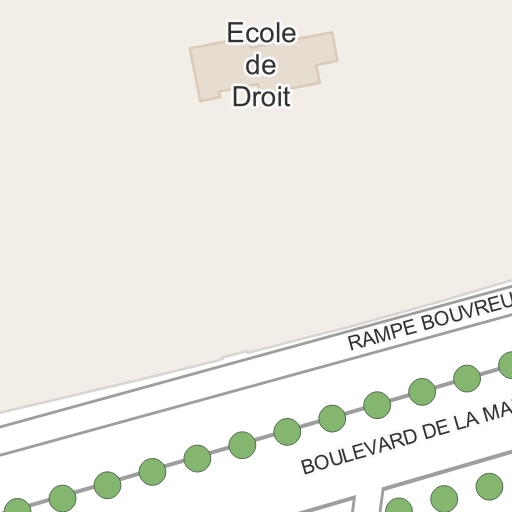 Ecole
de
Droit
RAMPE BOUVREU
BOULEVARD DE LA MA